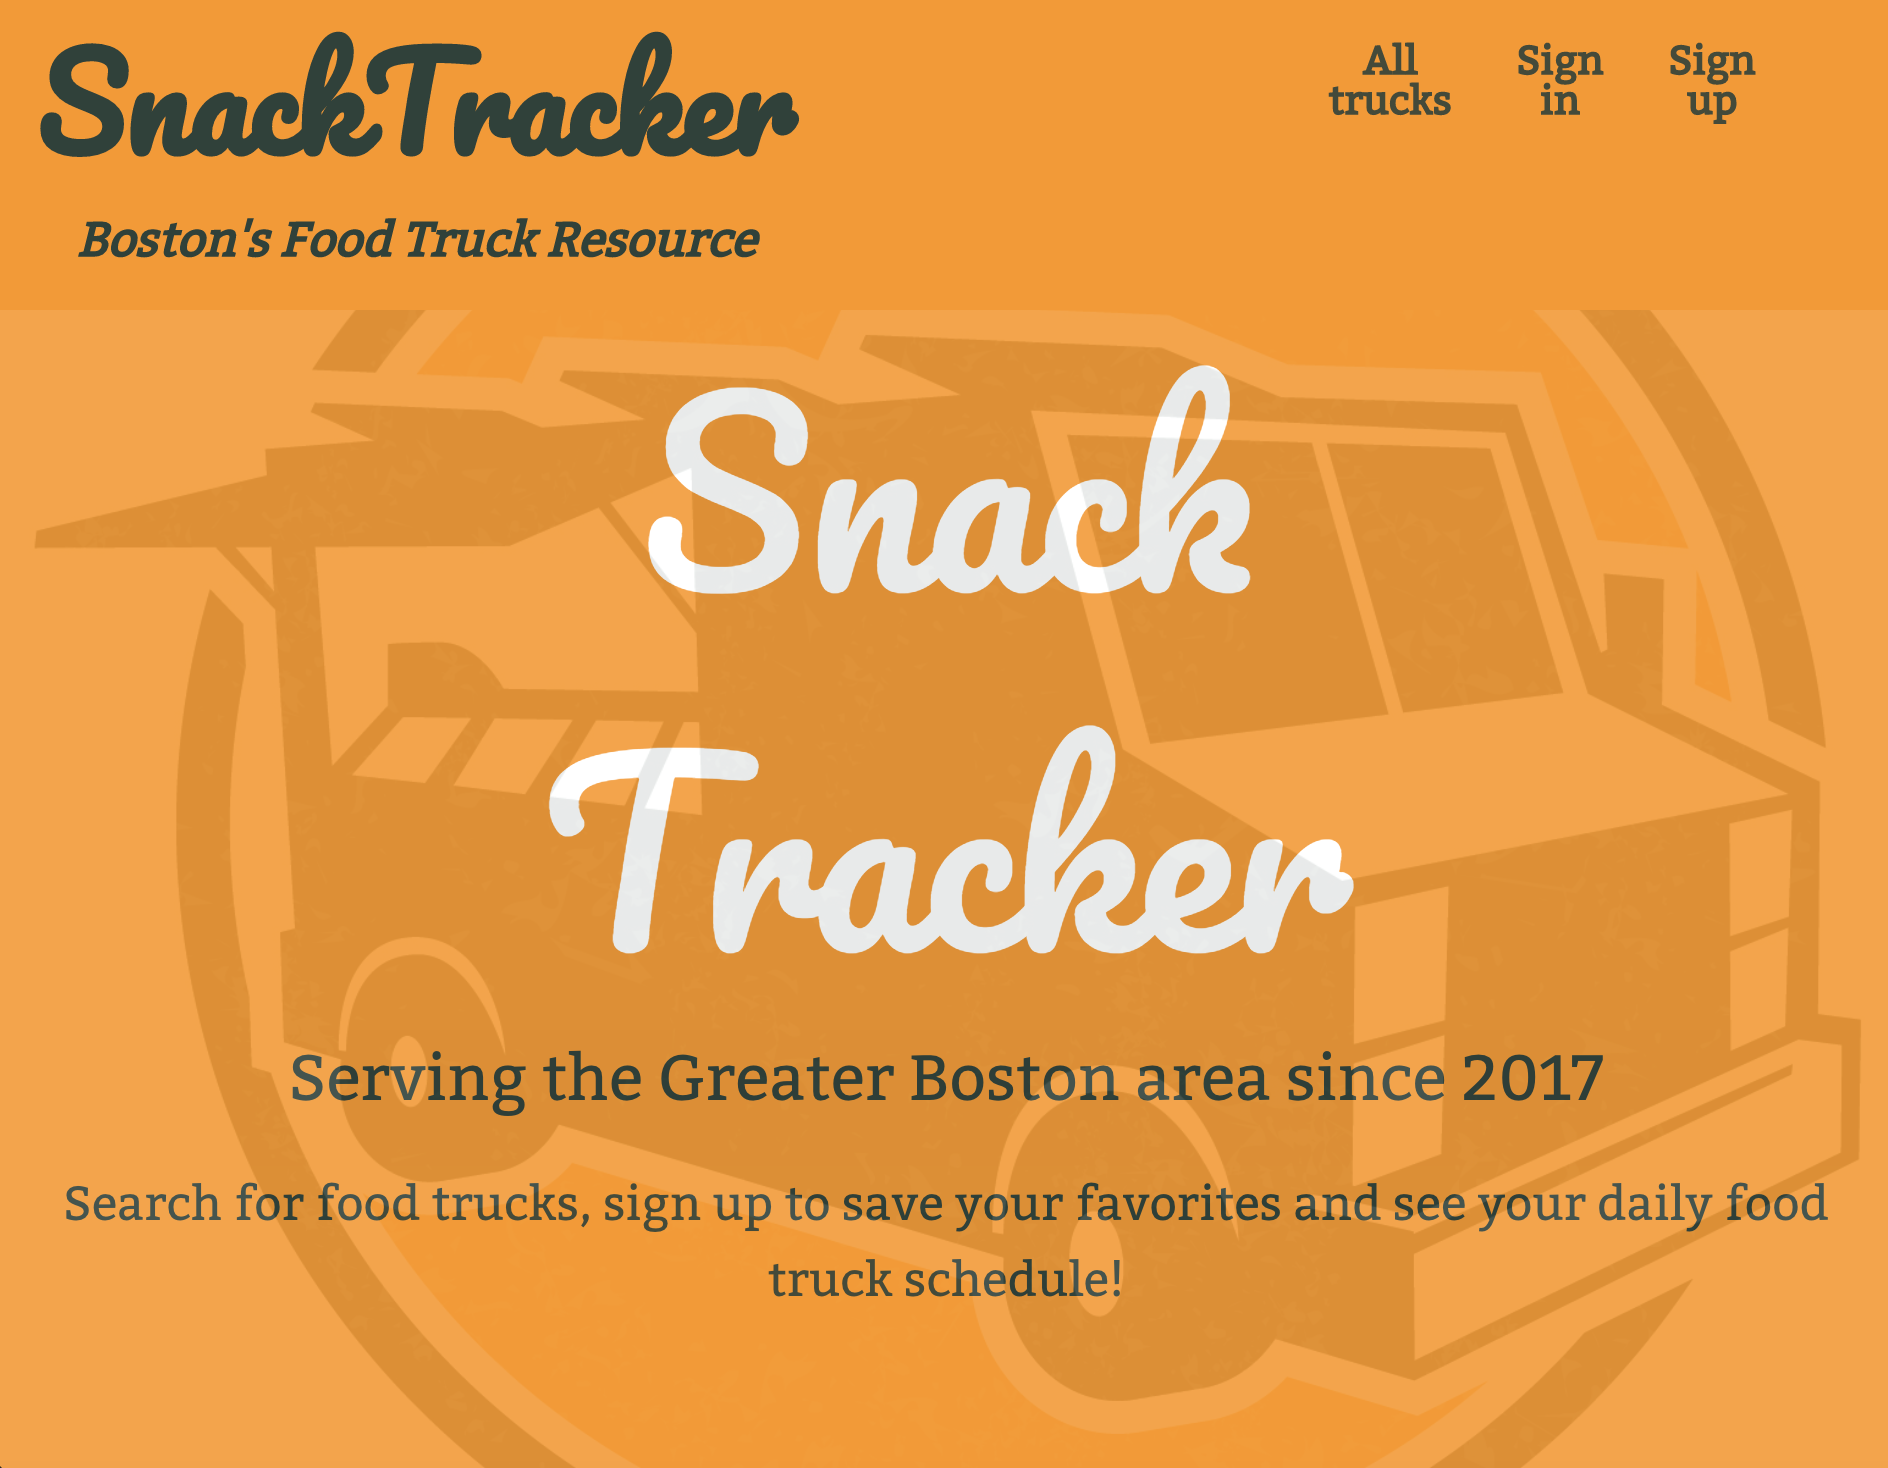 SnackTracker
Boston's Food Truck Resource
All
trucks
Sign
in
Sign
up
Snack
Tracker
Serving the Greater Boston area since 2017
Search for food trucks, sign up to save your favorites and see your daily food
truck schedule!